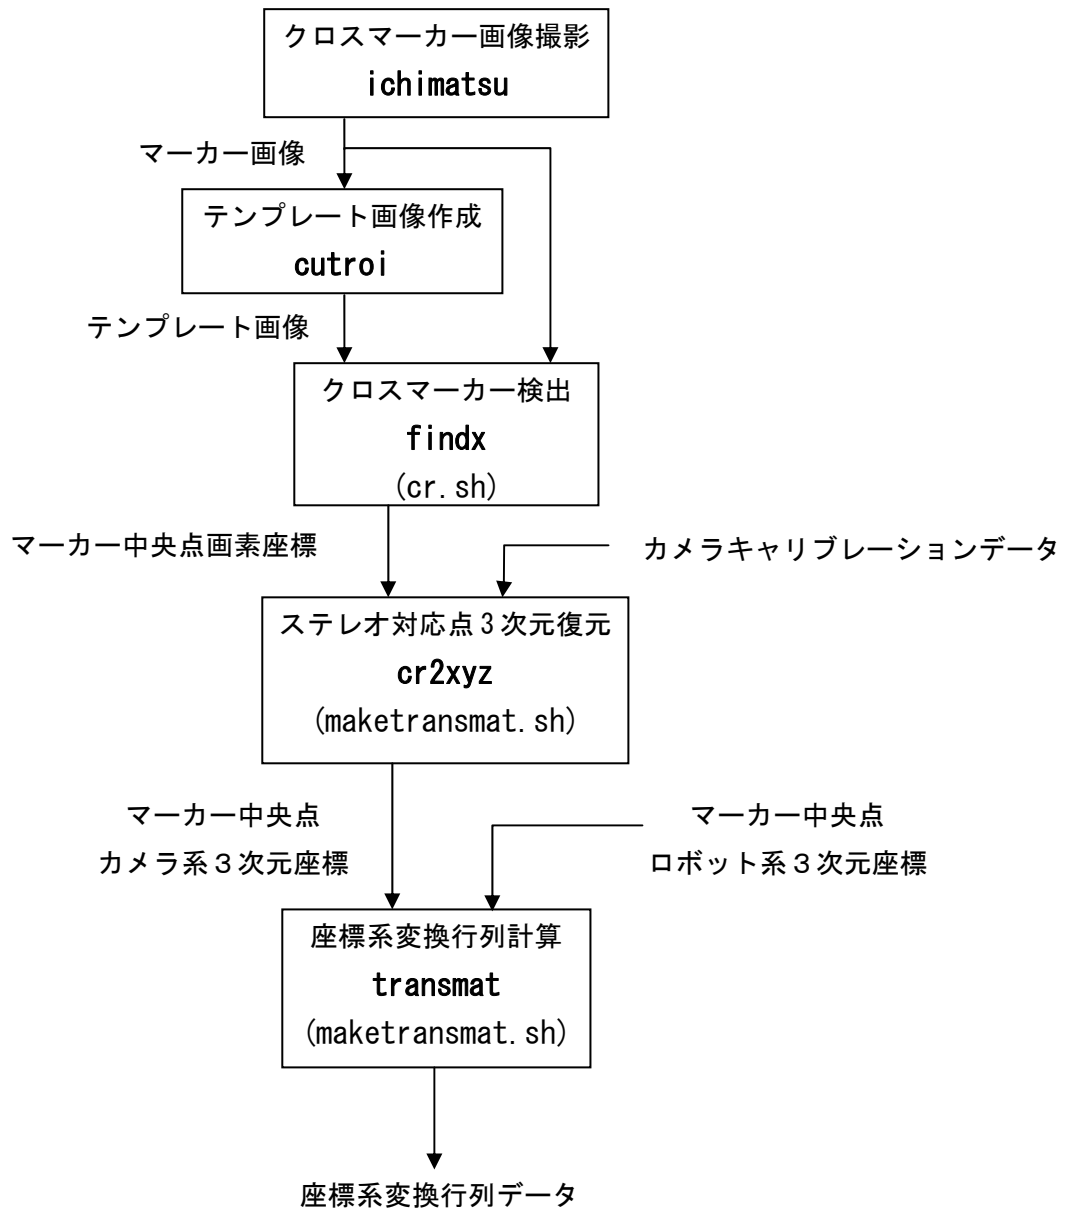 クロスマーカー画像撮影
ichimatsu
マーカー画像
テンプレート画像作成
cutroi
テンプレート画像
クロスマーカー検出
findx
(cr.sh)
マーカー中央点画素座標
カメラキャリブレーションデータ
ステレオ対応点3次元復元
cr2xyz
(maketransmat.sh)
マーカー中央点
カメラ系3次元座標
マーカー中央点
ロボット系3次元座標
座標系変換行列計算
transmat
(maketransmat.sh)
座標系変換行列データ